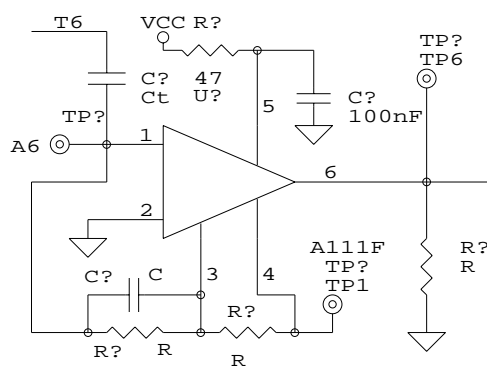 T6
VCC R?
TP?
TP6
C?
Ct
47
U?
C?
100nF
TP?
5
A6
1
6
2
A111F
TP?
TP1
R?
R
C? C
3
4
R?
R? R
R